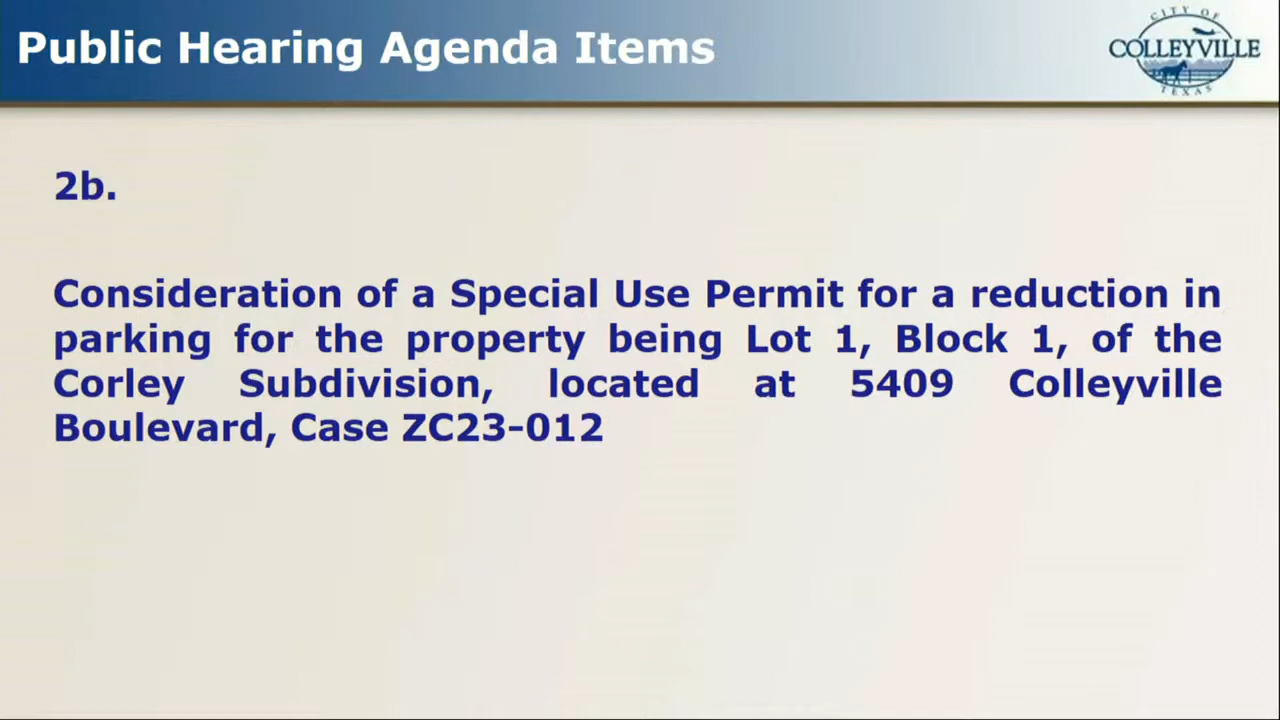 Public Hearing Agenda Items
CITY OF
COLLEYVILLE
TEXAS
2b.
Consideration of a Special Use Permit for a reduction in
parking for the property being Lot 1, Block 1, of the
Corley Subdivision, located at 5409 Colleyville
Boulevard, Case ZC23-012